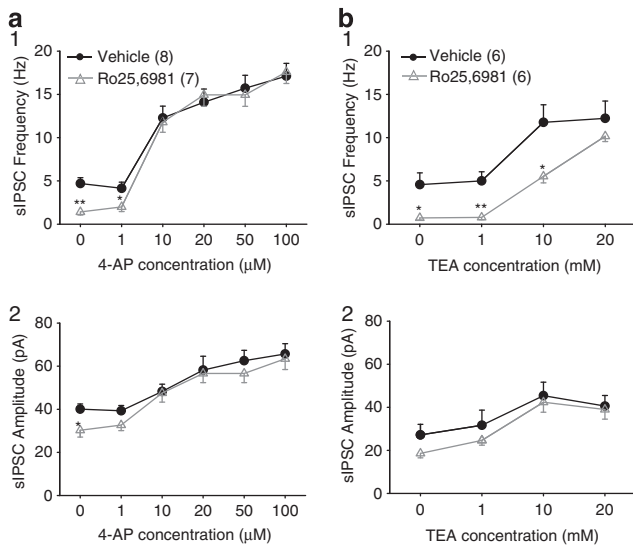 a
1
sIPSC Frequency (Hz)
20
15
10
5
0
Vehicle (8)
Ro25,6981 (7)
**
*
0 1 10 20 50 100
4-AP concentration (μM)
2
sIPSC Amplitude (pA)
80
60
40
20
0
*
0 1 10 20 50 100
4-AP concentration (μM)
b
1
sIPSC Frequency (Hz)
20
15
10
5
0
Vehicle (6)
Ro25,6981 (6)
*
**
*
0 1 10 20
TEA concentration (mM)
2
sIPSC Amplitude (pA)
80
60
40
20
0
0 1 10 20
TEA concentration (mM)